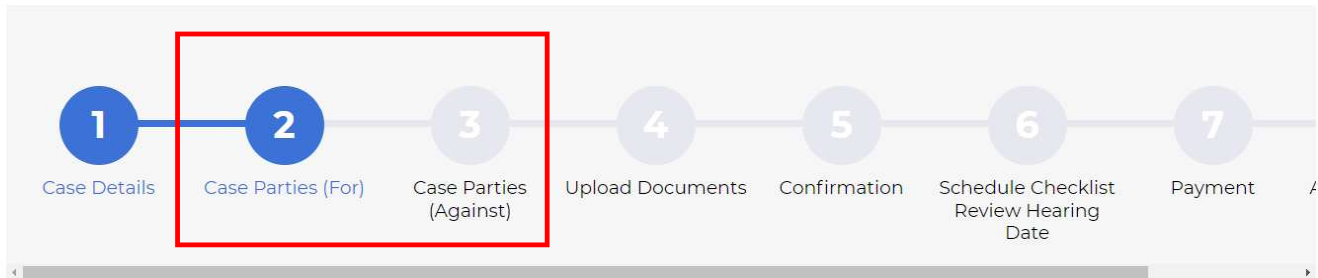 1
2
3
4
5
6
7
Case Details
Case Parties (For)
Case Parties
(Against)
Upload Documents
Confirmation
Schedule Checklist
Review Hearing
Date
Payment